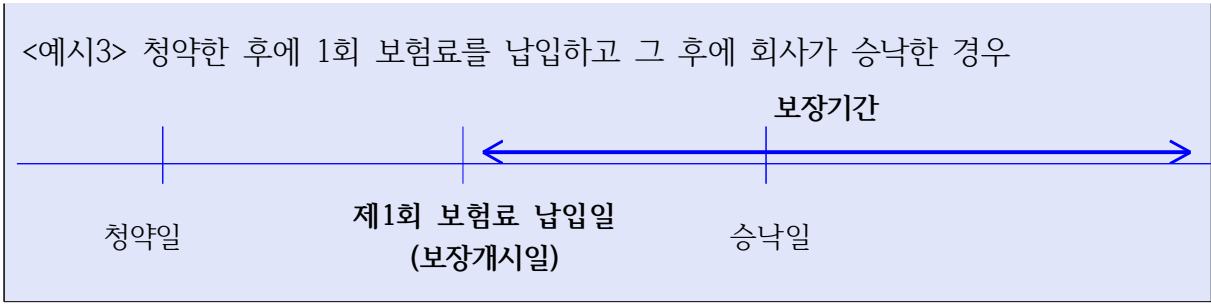 <예시3> 청약한 후에 1회 보험료를 납입하고 그 후에 회사가 승낙한 경우
보장기간
청약일
제1회 보험료 납입일
(보장개시일)
승낙일